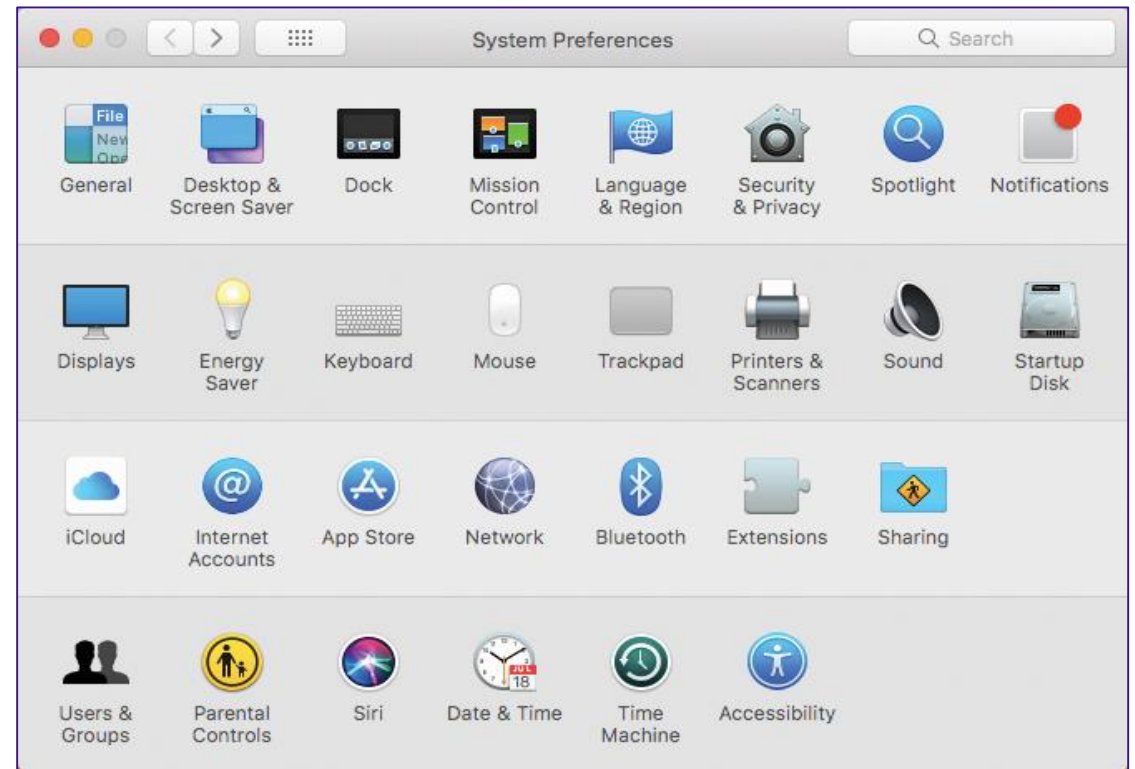 System Preferences
Search
File
New
Ope
General
Desktop &
Screen Saver
Dock
Mission
Control
Language
& Region
Security
& Privacy
Spotlight
Notifications
Displays
Energy
Saver
Keyboard
Mouse
Trackpad
Printers &
Scanners
Sound
Startup
Disk
iCloud
@
Internet
Accounts
App Store
Network
Bluetooth
Extensions
Sharing
Users &
Groups
Parental
Controls
Siri
JUL
18
Date & Time
Time
Machine
Accessibility